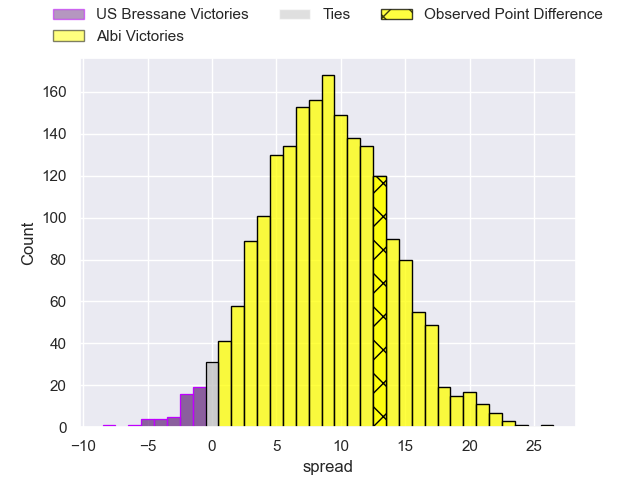 US Bressane Victories
Ties
Observed Point Difference
Albi Victories
160
140
120
100
80
60
40
20
0
Count
−10 −5 0 5 10 15 20 25
spread